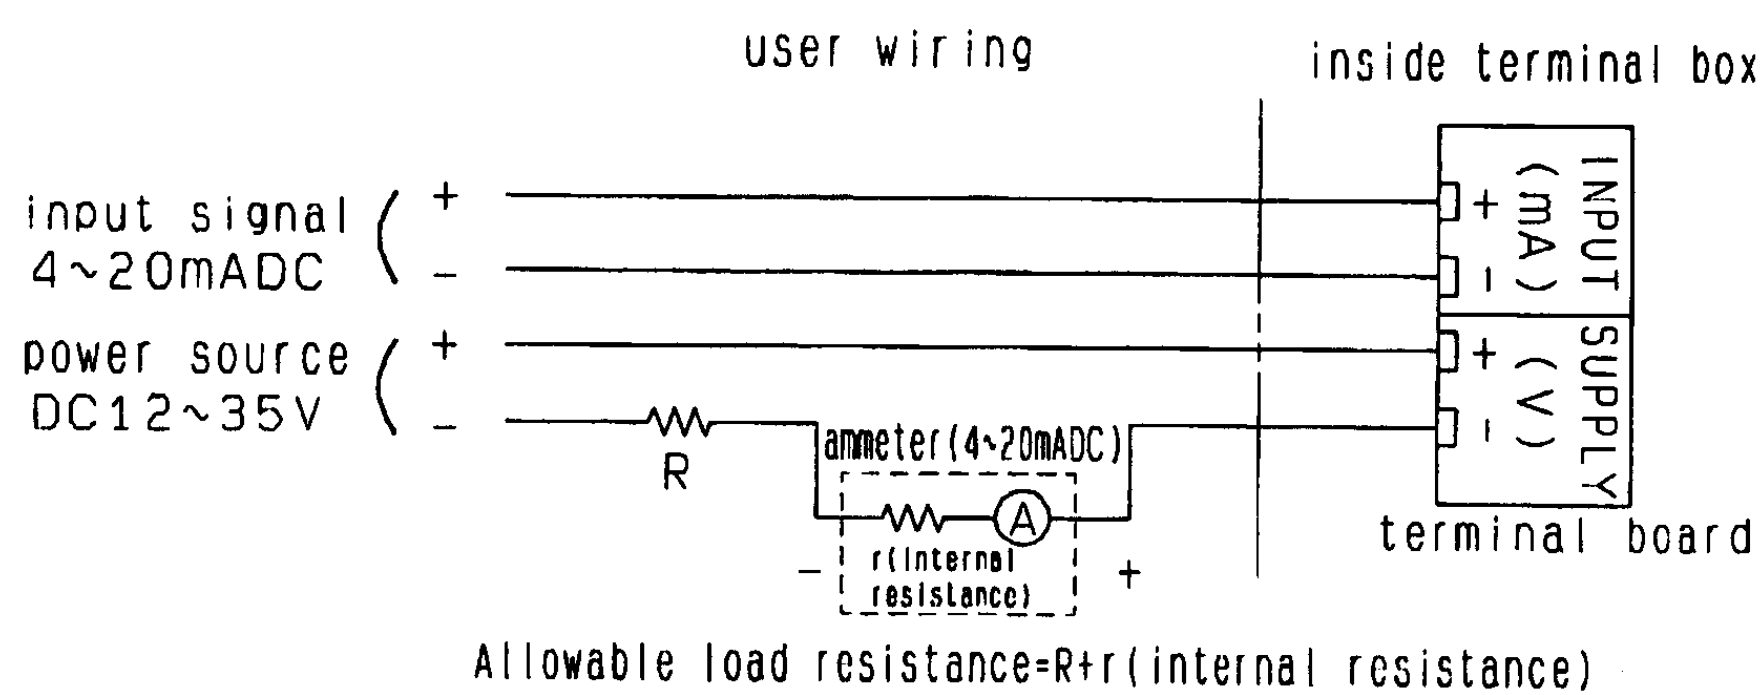 user wiring
inside terminal box
input signal
4~20mADC
+
−
+
−
INPUT
(mA)
power source
DC12~35V
+
−
+
−
SUPPLY
(V)
R
ammeter(4~20mADC)
A
r(Internal
resistance)
−
+
terminal board
Allowable load resistance=R+r(internal resistance)